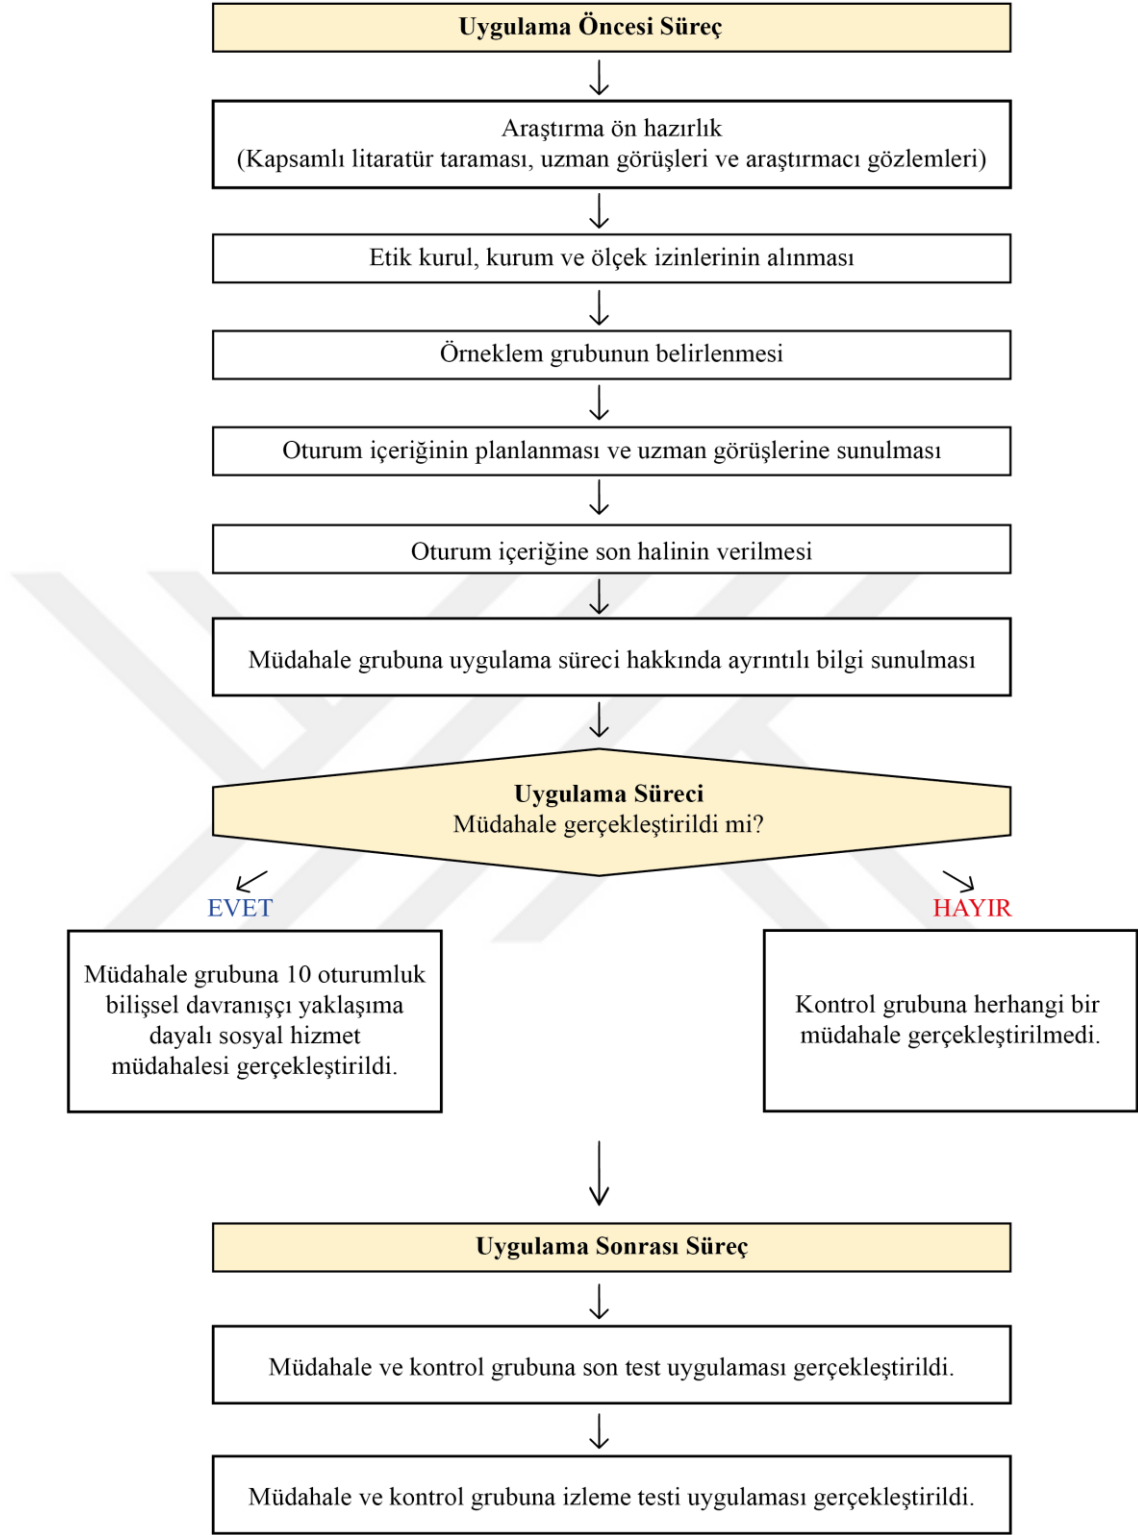 Uygulama Öncesi Süreç
Araştırma ön hazırlık
(Kapsamlı litaratür taraması, uzman görüşleri ve araştırmacı gözlemleri)
Etik kurul, kurum ve ölçek izinlerinin alınması
Örneklem grubunun belirlenmesi
Oturum içeriğinin planlanması ve uzman görüşlerine sunulması
Oturum içeriğine son halinin verilmesi
Müdahale grubuna uygulama süreci hakkında ayrıntılı bilgi sunulması
Uygulama Süreci
Müdahale gerçekleştirildi mi?
EVET
Müdahale grubuna 10 oturumluk
bilişsel davranışçı yaklaşıma
dayalı sosyal hizmet
müdahalesi gerçekleştirildi.
HAYIR
Kontrol grubuna herhangi bir
müdahale gerçekleştirilmedi.
Uygulama Sonrası Süreç
Müdahale ve kontrol grubuna son test uygulaması gerçekleştirildi.
Müdahale ve kontrol grubuna izleme testi uygulaması gerçekleştirildi.